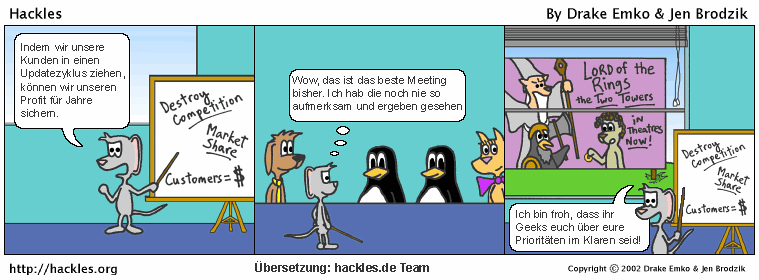 Hackles
By Drake Emko & Jen Brodzik
Indem wir unsere
Kunden in einen
Updatezyklus ziehen,
können wir unseren
Profit für Jahre
sichern.
Destroy
Competition
Market
Share
Customers = $
Wow, das ist das beste Meeting
bisher. Ich hab die noch nie so
aufmerksam und ergeben gesehen
LORD of the
Rings
the Two Towers
in
Theatres
Now!
Destroy
Competition
Market
Share
Customers = $
Ich bin froh, dass ihr
Geeks euch über eure
Prioritäten im Klaren seid!
http://hackles.org
Übersetzung: hackles.de Team
Copyright © 2002 Drake Emko & Jen Brodzik